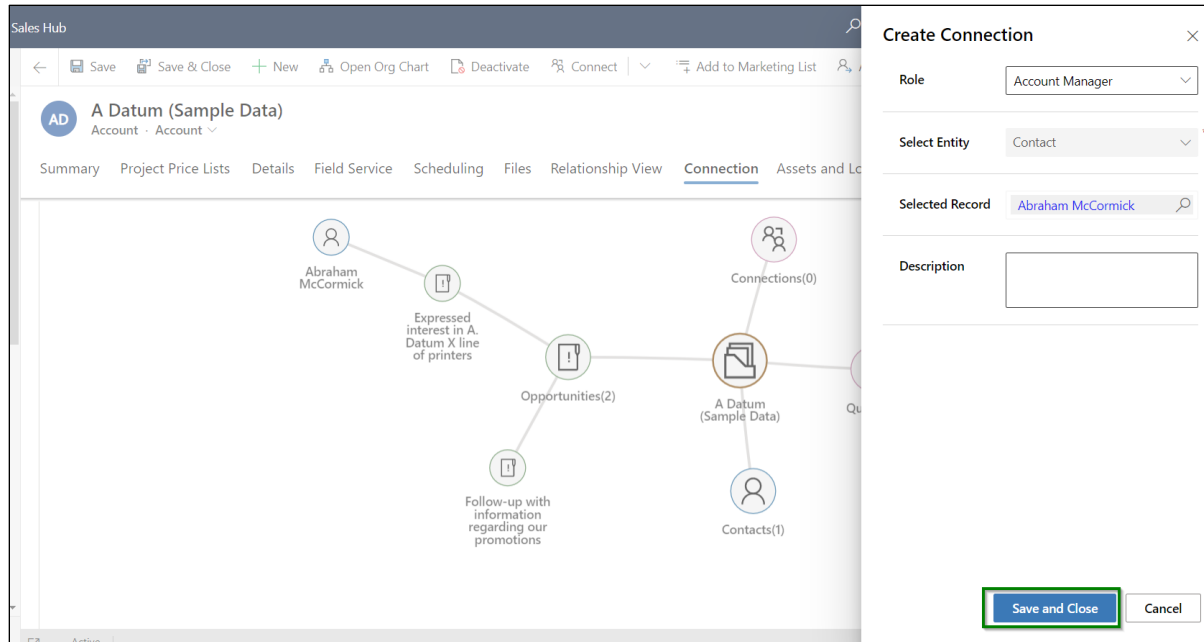 Sales Hub
Save
Save & Close
New
Open Org Chart
Deactivate
Connect
Add to Marketing List
AD
A Datum (Sample Data)
Account · Account
Summary
Project Price Lists
Details
Field Service
Scheduling
Files
Relationship View
Connection
Assets and Lo
Abraham
McCormick
Expressed
interest in A.
Datum X line
of printers
Opportunities(2)
Follow-up with
information
regarding our
promotions
Connections(0)
A Datum
(Sample Data)
Qu
Contacts(1)
Active
Create Connection
Role
Account Manager
Select Entity
Contact
Selected Record
Abraham McCormick
Description
Save and Close
Cancel